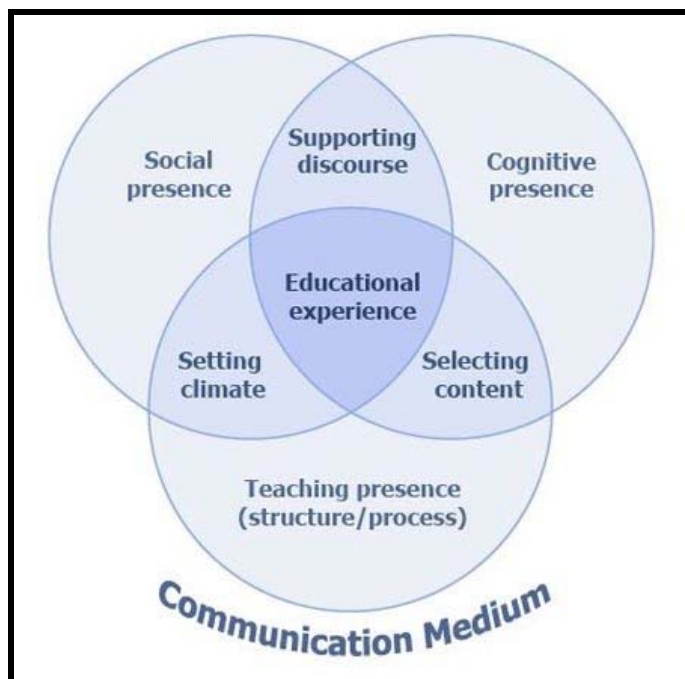 Supporting
discourse
Social
presence
Cognitive
presence
Educational
experience
Setting
climate
Selecting
content
Teaching presence
(structure/process)
Communication Medium